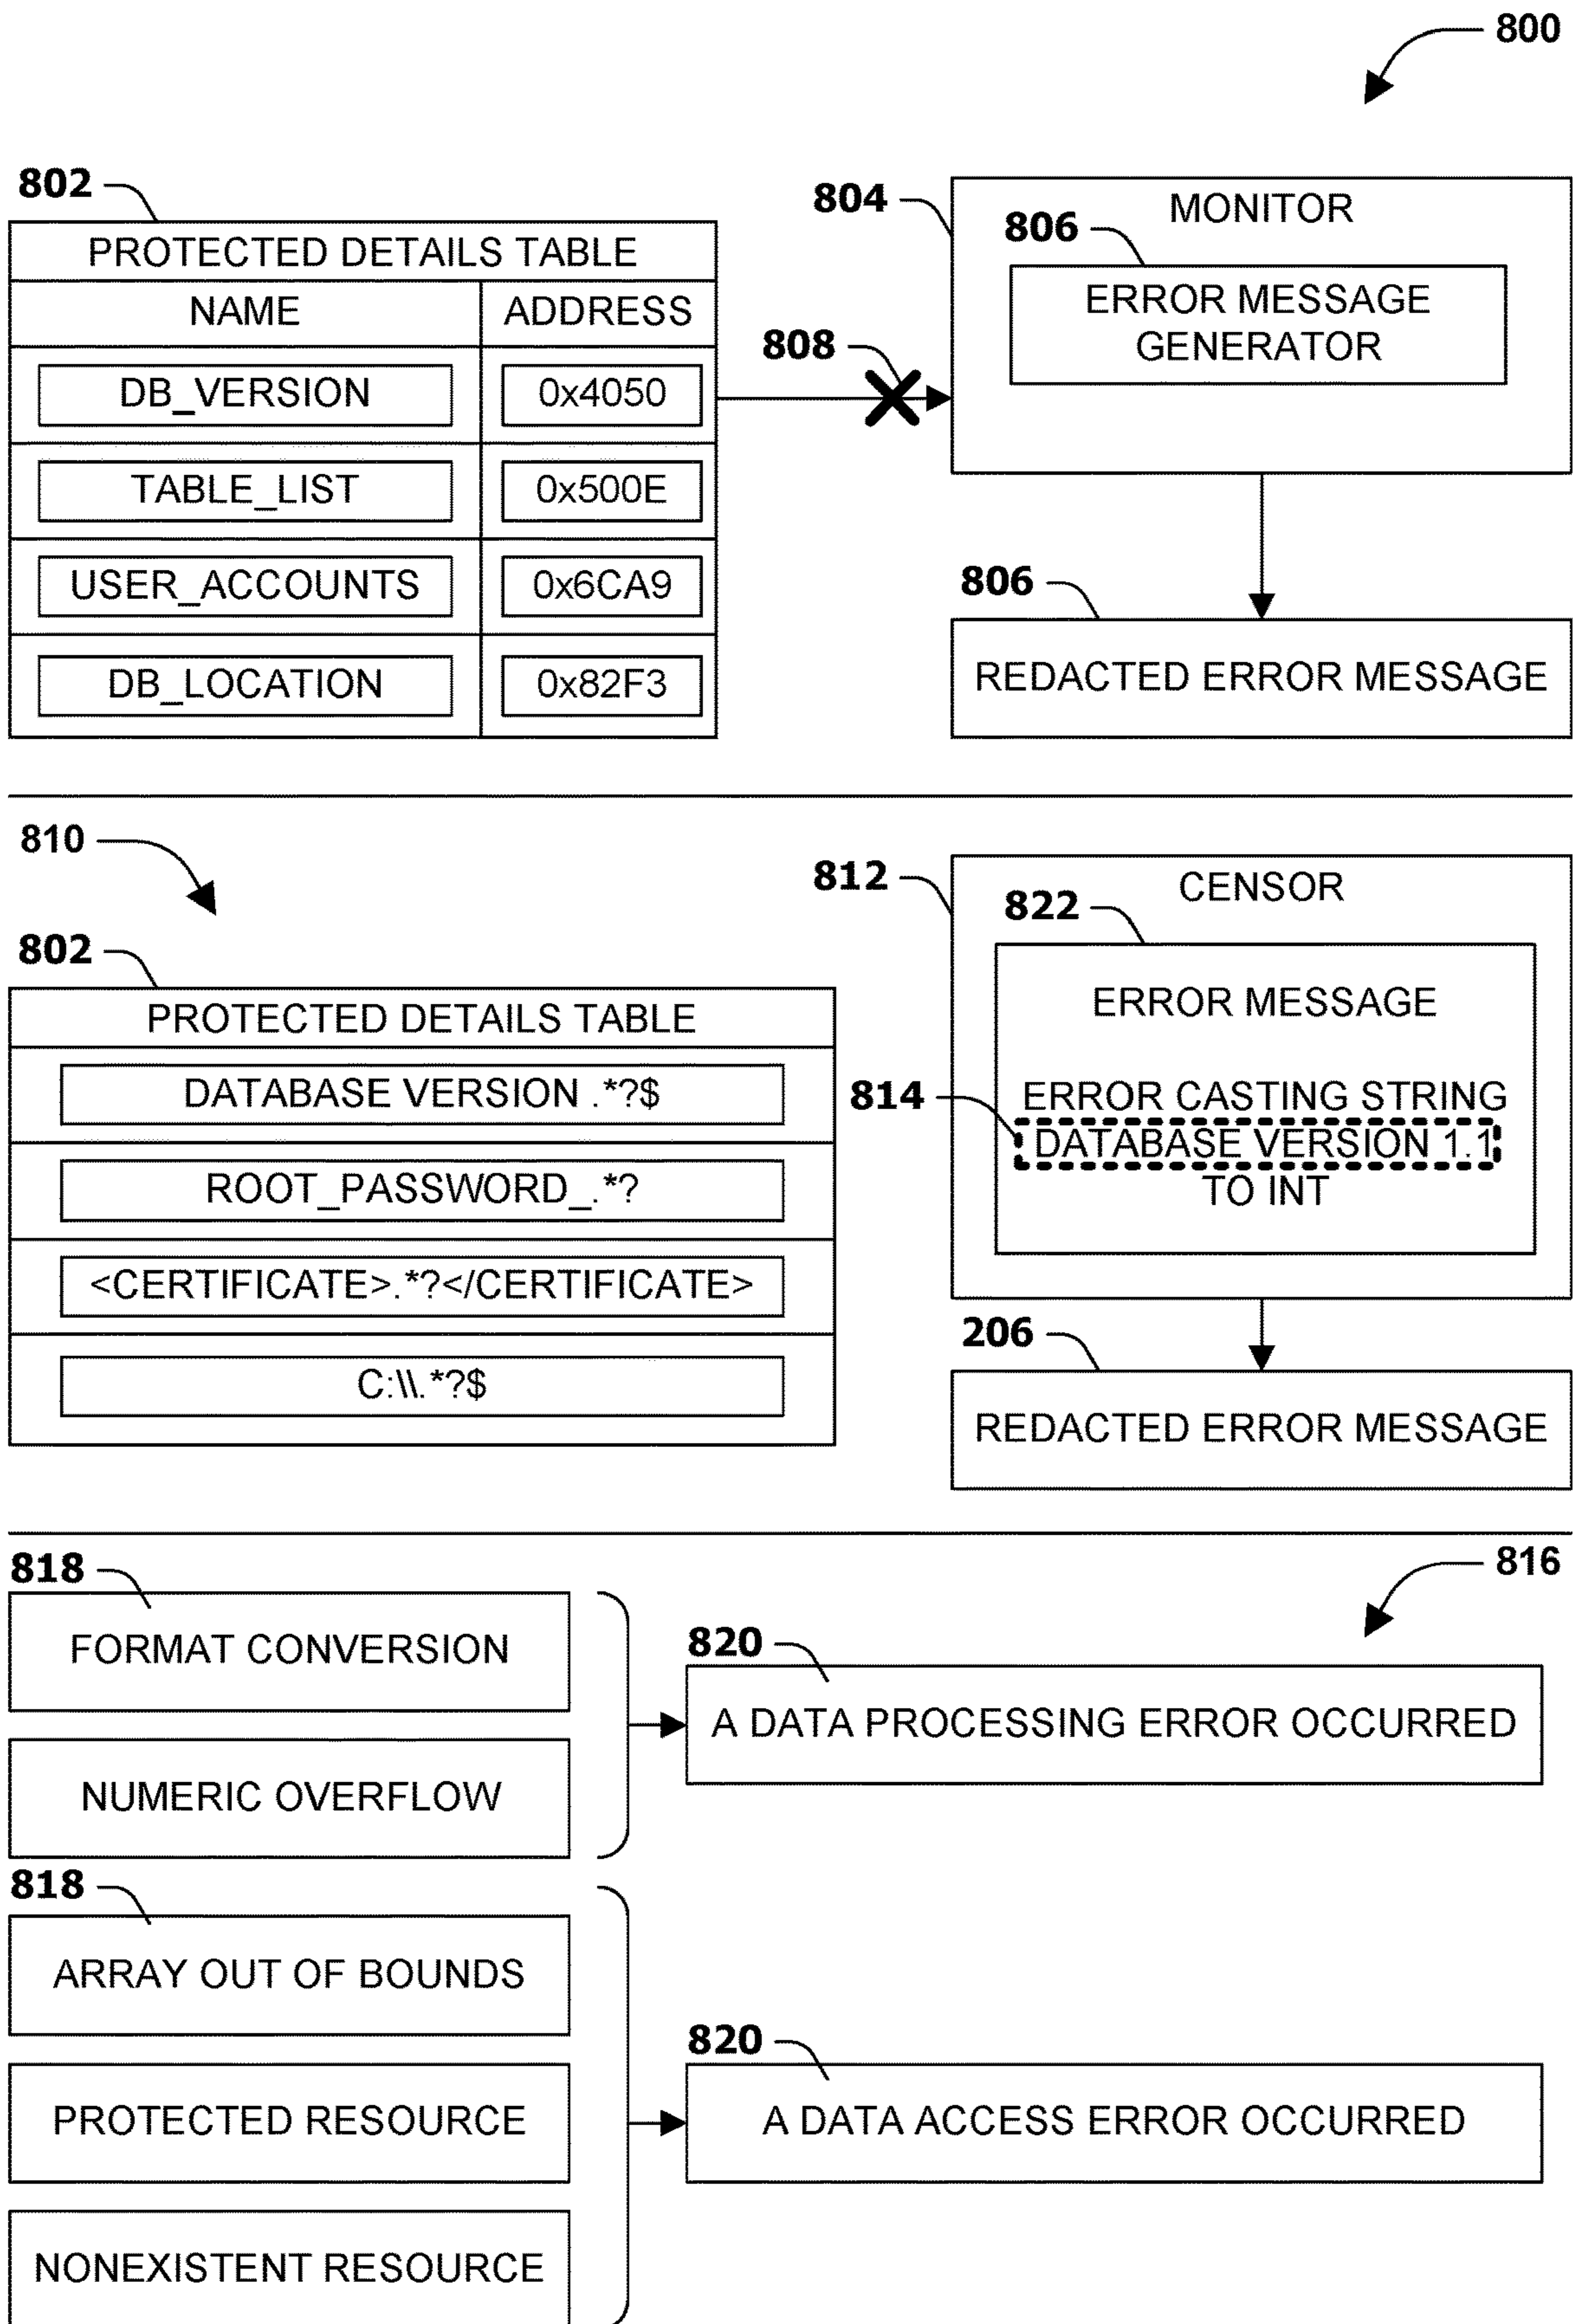 800
802
PROTECTED DETAILS TABLE
NAME ADDRESS
DB_VERSION 0x4050
TABLE_LIST 0x500E
USER_ACCOUNTS 0x6CA9
DB_LOCATION 0x82F3
808
804
MONITOR
806
ERROR MESSAGE
GENERATOR
806
REDACTED ERROR MESSAGE
810
802
PROTECTED DETAILS TABLE
DATABASE VERSION .*?$
ROOT_PASSWORD_.*?
<CERTIFICATE>.*?</CERTIFICATE>
C:\\.*?$
812
CENSOR
822
ERROR MESSAGE
814
ERROR CASTING STRING
DATABASE VERSION 1.1
TO INT
206
REDACTED ERROR MESSAGE
816
818
FORMAT CONVERSION
NUMERIC OVERFLOW
820
A DATA PROCESSING ERROR OCCURRED
818
ARRAY OUT OF BOUNDS
PROTECTED RESOURCE
NONEXISTENT RESOURCE
820
A DATA ACCESS ERROR OCCURRED